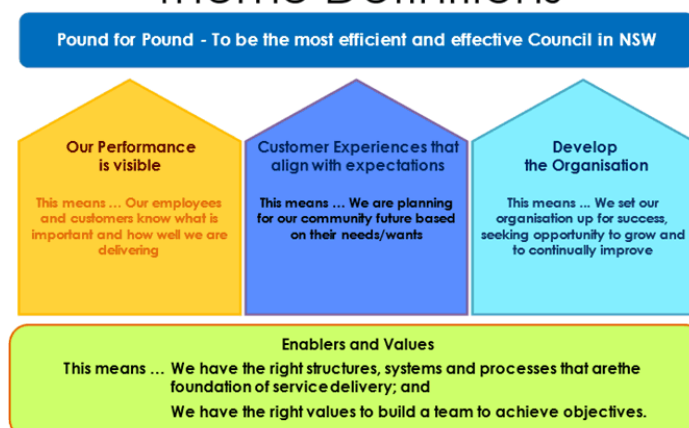 Theme Definitions
Pound for Pound - To be the most efficient and effective Council in NSW
Our Performance
is visible
This means ... Our employees
and customers know what is
important and how well we are
delivering
Customer Experiences that
align with expectations
This means ... We are planning
for our community future based
on their needs/wants
Develop
the Organisation
This means ... We set our
organisation up for success,
seeking opportunity to grow and
to continually improve
Enablers and Values
This means ... We have the right structures, systems and processes that arethe
foundation of service delivery; and
We have the right values to build a team to achieve objectives.